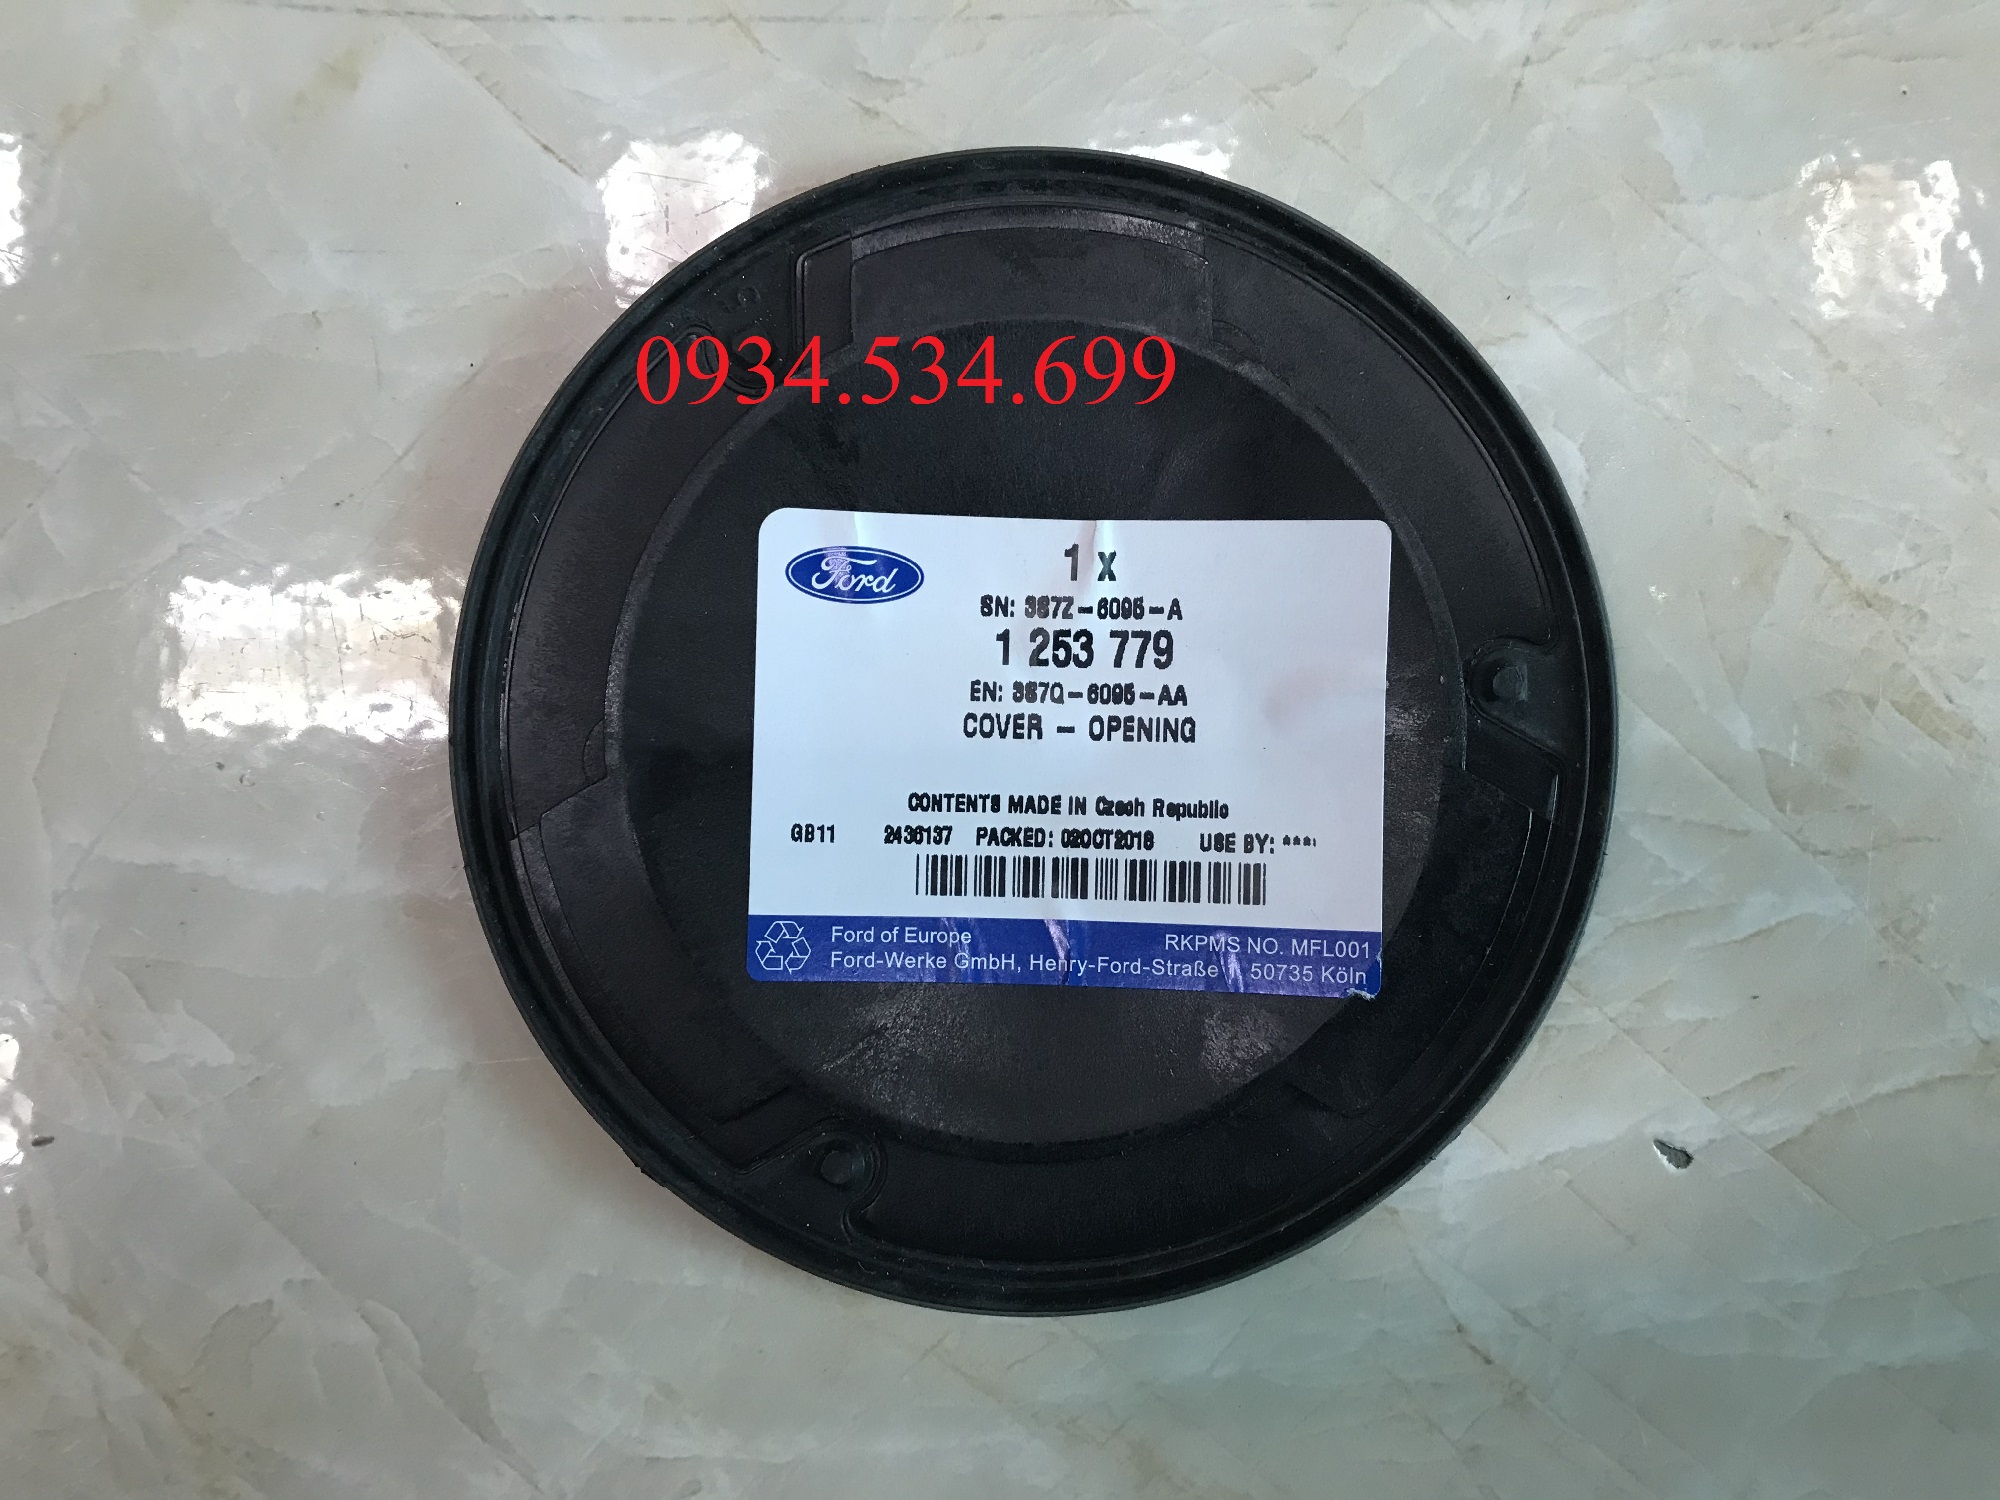 0934.534.699
Ford
1 x
SN: 3S7Z-6095-A
1 253 779
EN: 3S7Q-6095-AA
COVER - OPENING
CONTENTS MADE IN Czech Republic
GB11 2436137 PACKED: 02OCT2018 USE BY: ***
Ford of Europe RKPMS NO. MFL001
Ford-Werke GmbH, Henry-Ford-Straße 1, 50735 Köln